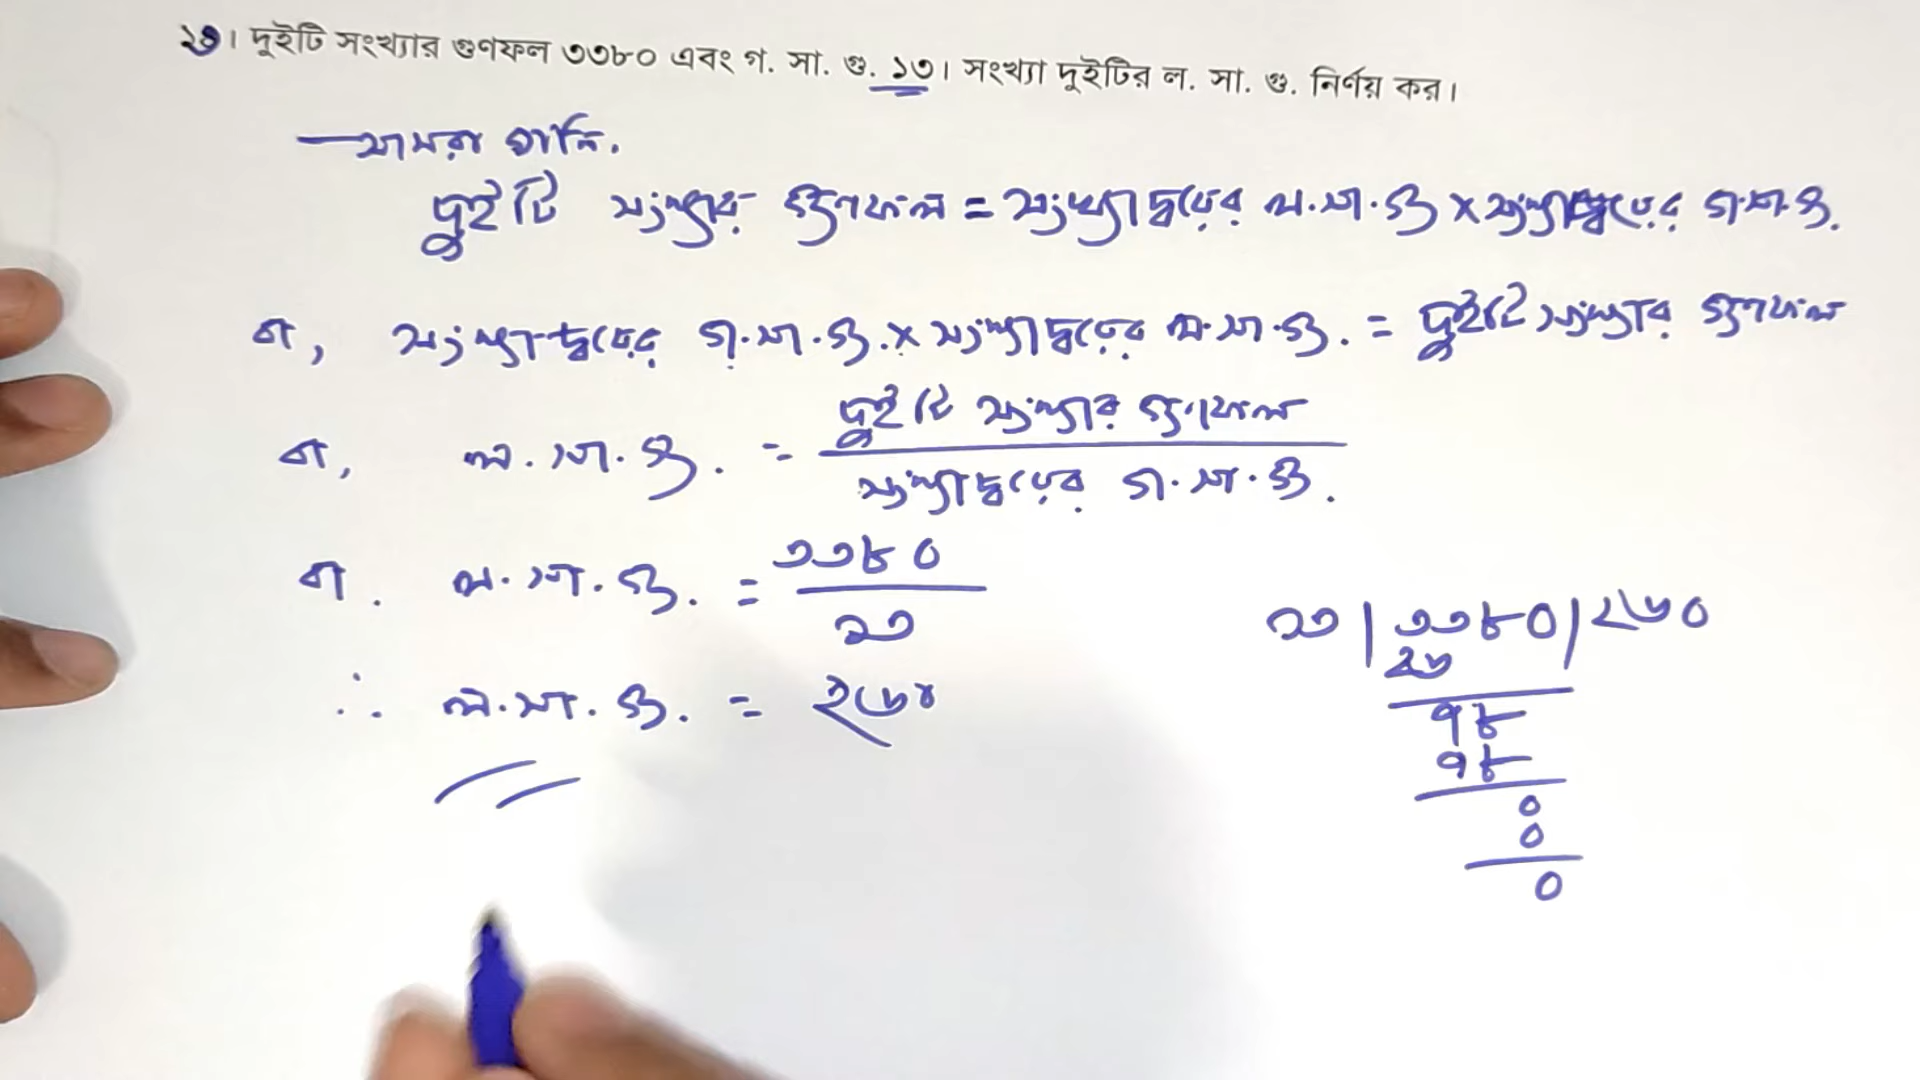 ১৩। দুইটি সংখ্যার গুণফল ৩৩৮০ এবং গ. সা. গু. ১৩। সংখ্যা দুইটির ল. সা. গু. নির্ণয় কর।
আমরা জানি.
দুইটি সংখ্যার গুণফল = সংখ্যাদ্বয়ের ল.সা.গু × সংখ্যাদ্বয়ের গ.সা.গু.
বা, সংখ্যাদ্বয়ের গ.সা.গু. × সংখ্যাদ্বয়ের ল.সা.গু. = দুইটি সংখ্যার গুণফল
দুইটি সংখ্যার গুণফল
বা, ল.সা.গু. =
সংখ্যাদ্বয়ের গ.সা.গু.
৩৩৮০
বা. ল.সা.গু. =
১৩
∴ ল.সা.গু. = ২৬০
১৩ | ৩৩৮০ | ২৬০
২৬
৭৮
৭৮
০
০
০